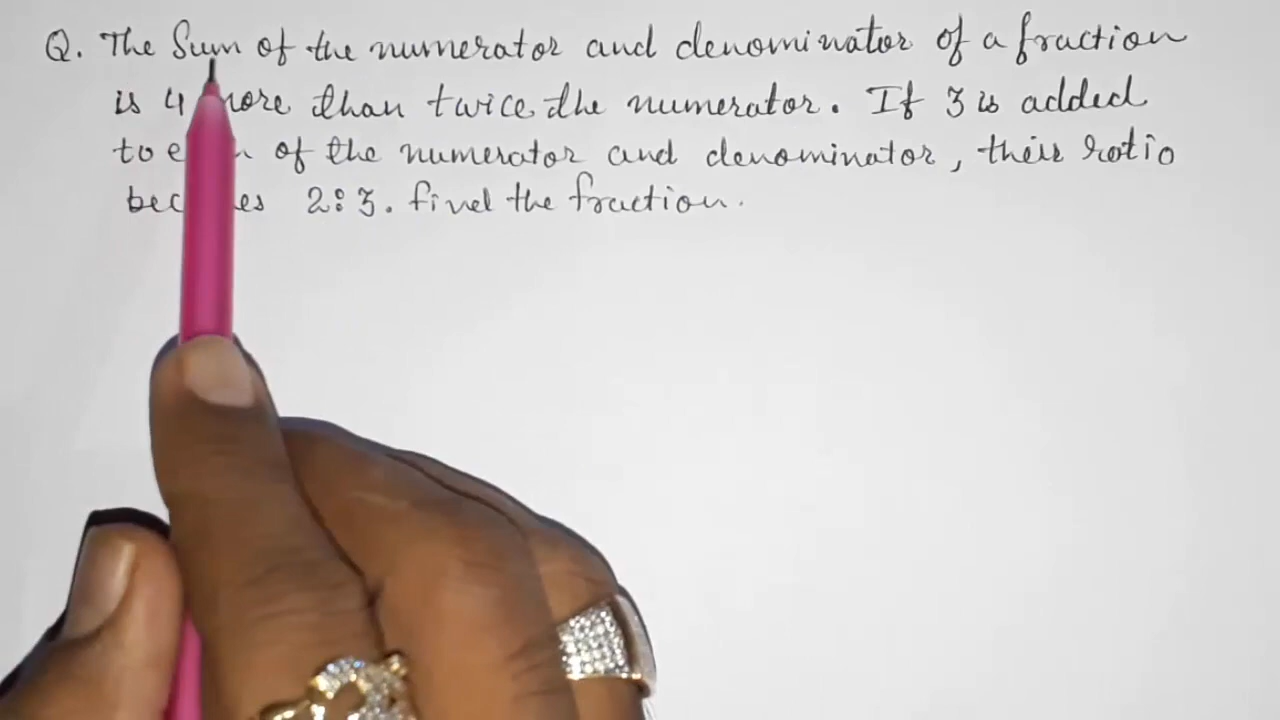 Q. The Sum of the numerator and denominator of a fraction
is 4 more than twice the numerator. If 3 is added
to of the numerator and denominator, their ratio
becomes 2:3. find the fraction.